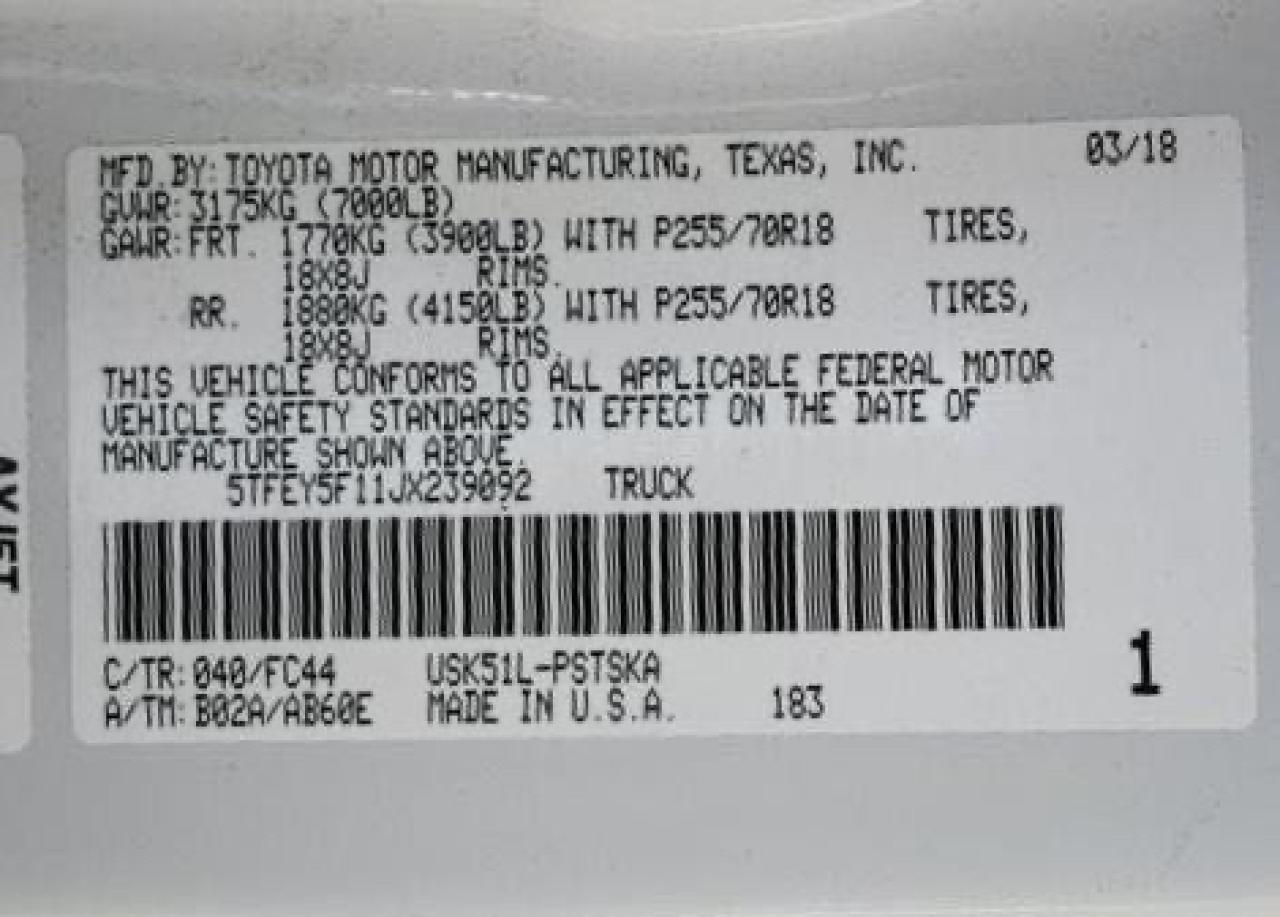 MFD.BY: TOYOTA MOTOR MANUFACTURING, TEXAS, INC. 03/18
GVWR: 3175KG (7000LB)
GAWR: FRT. 1770KG (3900LB) WITH P255/70R18 TIRES,
18X8J RIMS.
RR. 1880KG (4150LB) WITH P255/70R18 TIRES,
18X8J RIMS.
THIS VEHICLE CONFORMS TO ALL APPLICABLE FEDERAL MOTOR
VEHICLE SAFETY STANDARDS IN EFFECT ON THE DATE OF
MANUFACTURE SHOWN ABOVE.
5TFEY5F11JX239092 TRUCK
C/TR: 040/FC44 USK51L-PSTSKA
A/TM: B02A/AB60E MADE IN U.S.A. 183
1